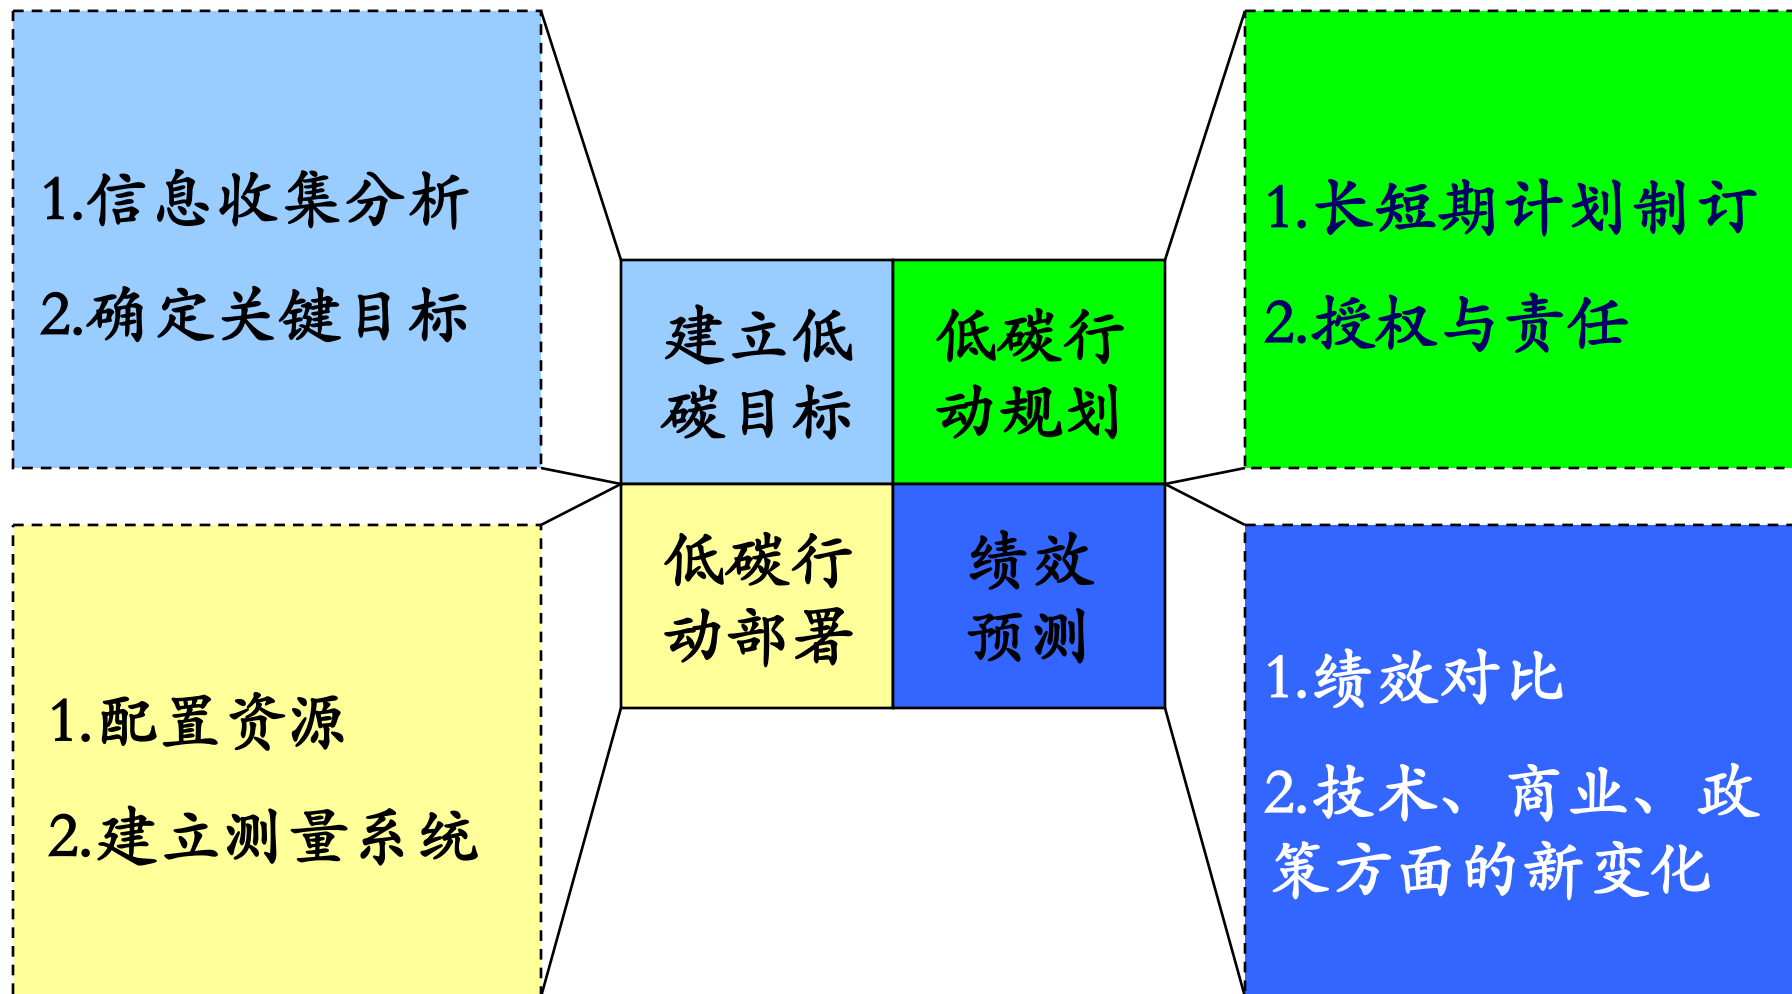 1.信息收集分析
2.确定关键目标
建立低
碳目标
低碳行
动规划
1.长短期计划制订
2.授权与责任
1.配置资源
2.建立测量系统
低碳行
动部署
绩效
预测
1.绩效对比
2.技术、商业、政
策方面的新变化